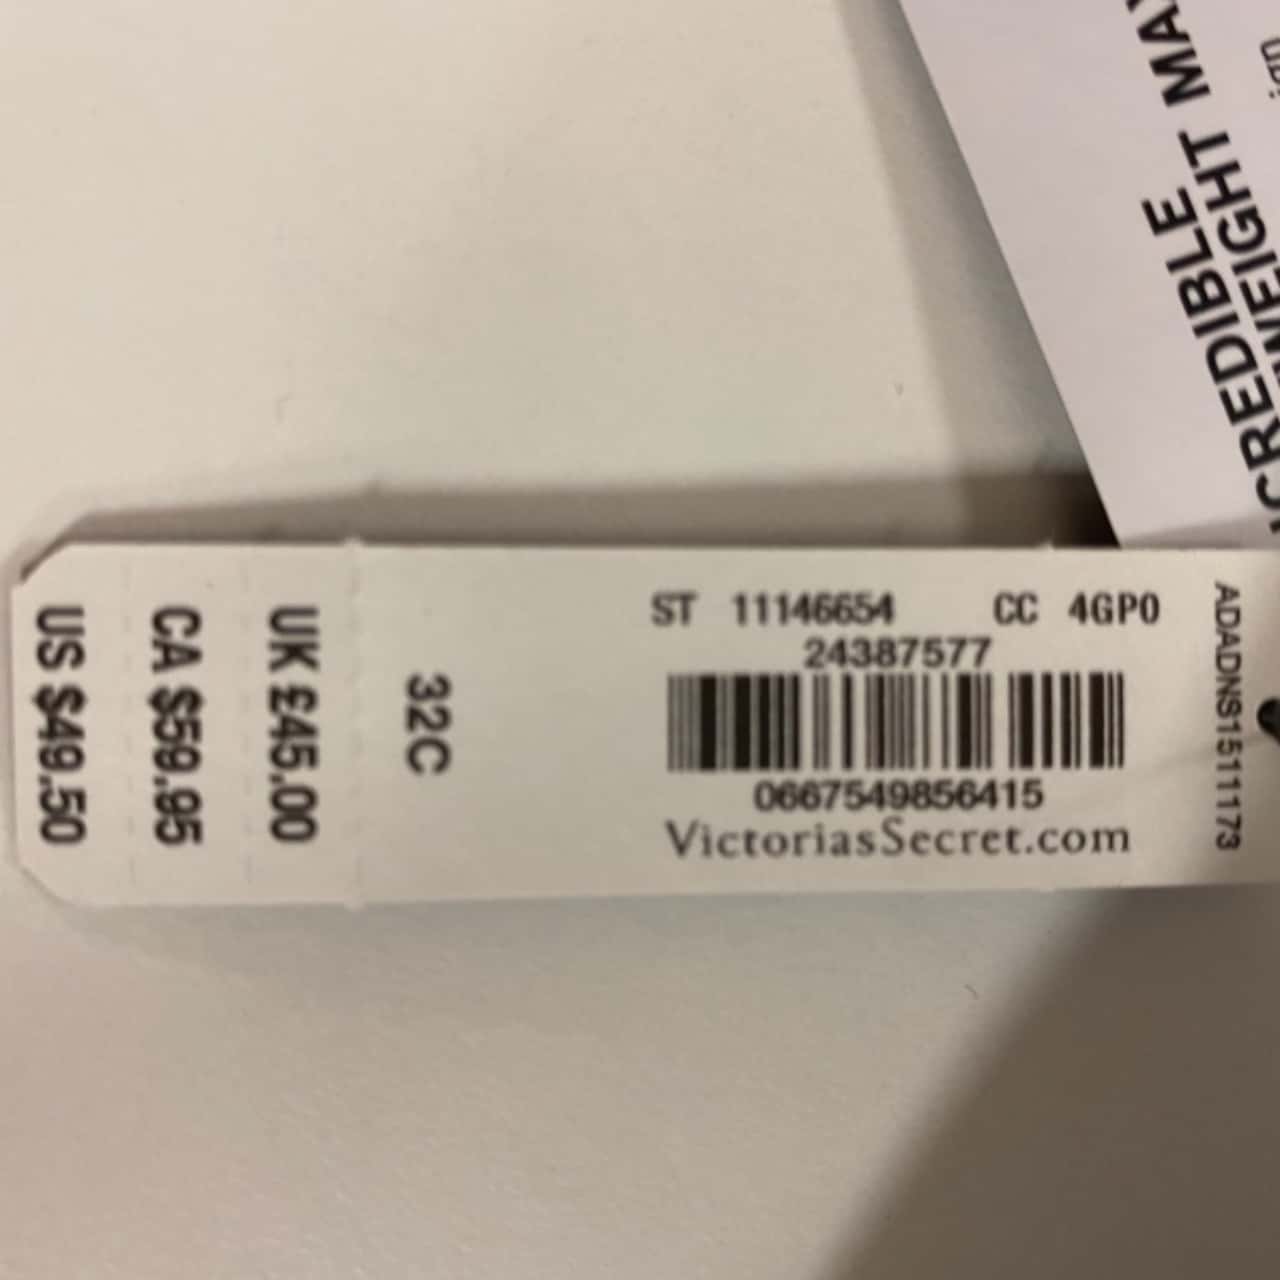 ST 11146654 CC 4GP0
24387577
0667549856415
VictoriasSecret.com
ADADNS1511173
32C
UK £45.00
CA $59.95
US $49.50
CREDIBLE
WEIGHT MAX